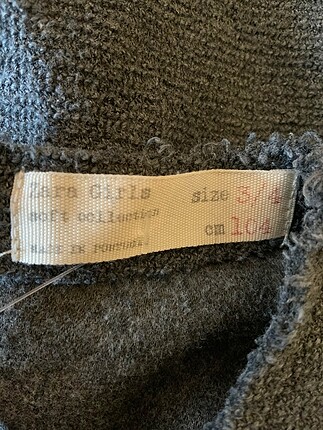 Zara Girls size 3/4
soft collection cm 104
MADE IN PORTUGAL